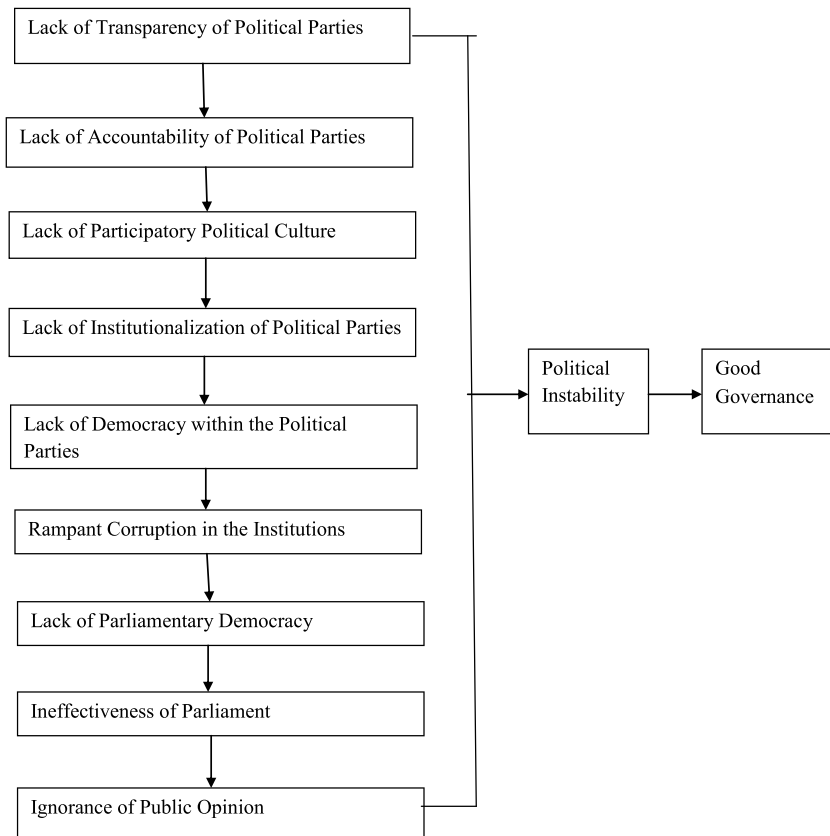 Lack of Transparency of Political Parties
Lack of Accountability of Political Parties
Lack of Participatory Political Culture
Lack of Institutionalization of Political Parties
Lack of Democracy within the Political
Parties
Rampant Corruption in the Institutions
Lack of Parliamentary Democracy
Ineffectiveness of Parliament
Ignorance of Public Opinion
Political
Instability
Good
Governance